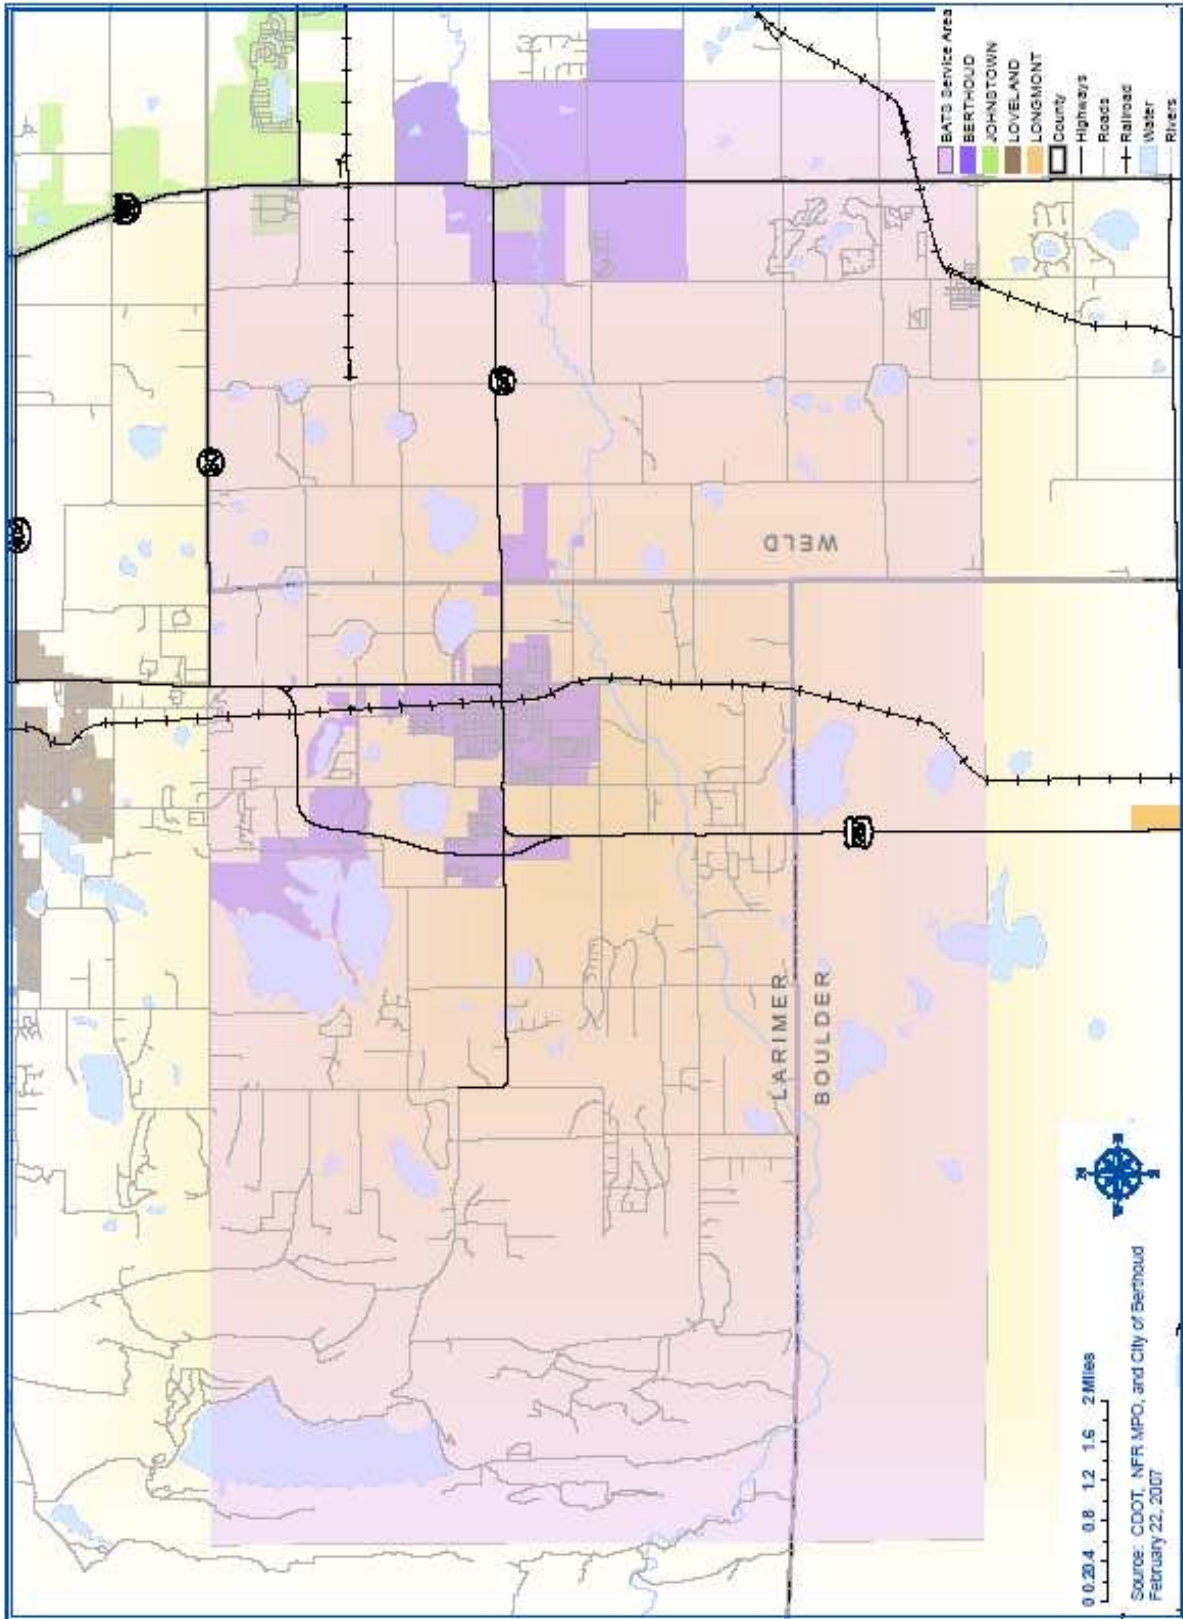 BATS Service Area
BERTHOUD
JOHNSTOWN
LOVELAND
LONGMONT
County
Highways
Roads
Railroad
Water
Rivers
WELD
LARIMER
BOULDER
N
E
W
0 0.20.4 0.8 1.2 1.6 2 Miles
Source: CDOT, NFR MPO, and City of Berthoud
February 22, 2007